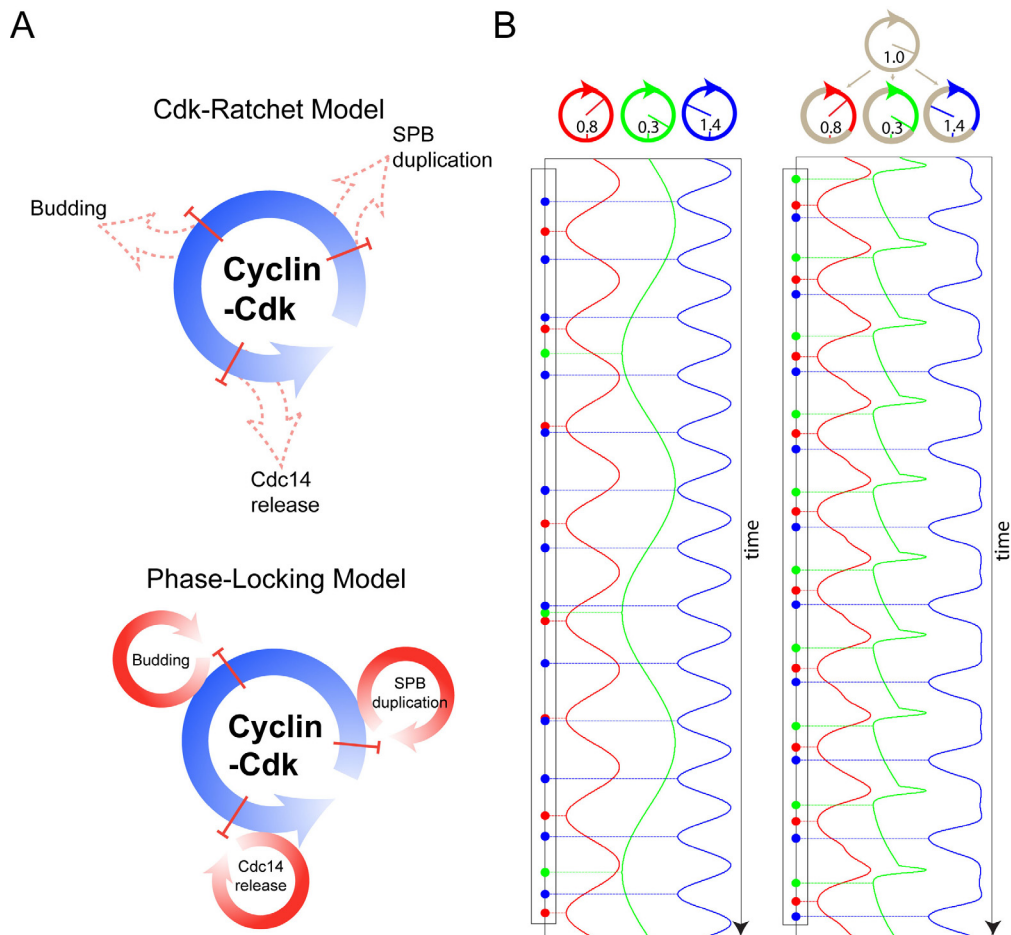 A
Cdk-Ratchet Model
SPB
duplication
Budding
Cyclin
-Cdk
Cdc14
release
Phase-Locking Model
Budding
SPB
duplication
Cyclin
-Cdk
Cdc14
release
B
1.0
0.8
0.3
1.4
0.8
0.3
1.4
time
time